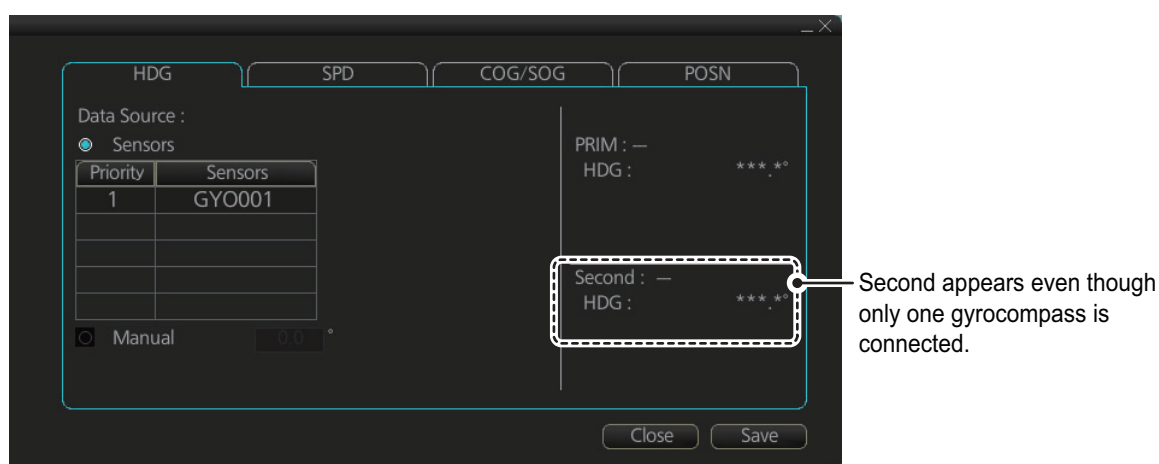 HDG SPD COG/SOG POSN
Data Source :
Sensors
Priority Sensors
1 GYO001
Manual 0.0 °
PRIM : —
HDG : ***.*°
Second : —
HDG : ***.*°
Close Save
Second appears even though
only one gyrocompass is
connected.